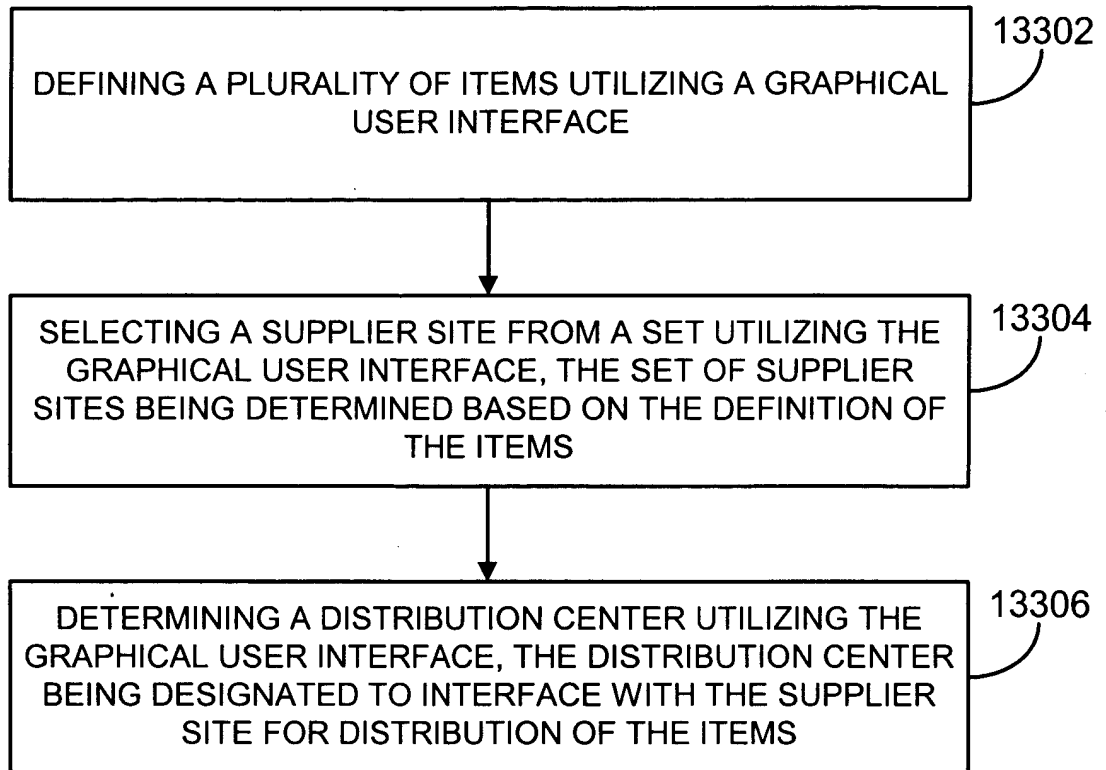 13302
DEFINING A PLURALITY OF ITEMS UTILIZING A GRAPHICAL
USER INTERFACE
13304
SELECTING A SUPPLIER SITE FROM A SET UTILIZING THE
GRAPHICAL USER INTERFACE, THE SET OF SUPPLIER
SITES BEING DETERMINED BASED ON THE DEFINITION OF
THE ITEMS
13306
DETERMINING A DISTRIBUTION CENTER UTILIZING THE
GRAPHICAL USER INTERFACE, THE DISTRIBUTION CENTER
BEING DESIGNATED TO INTERFACE WITH THE SUPPLIER
SITE FOR DISTRIBUTION OF THE ITEMS